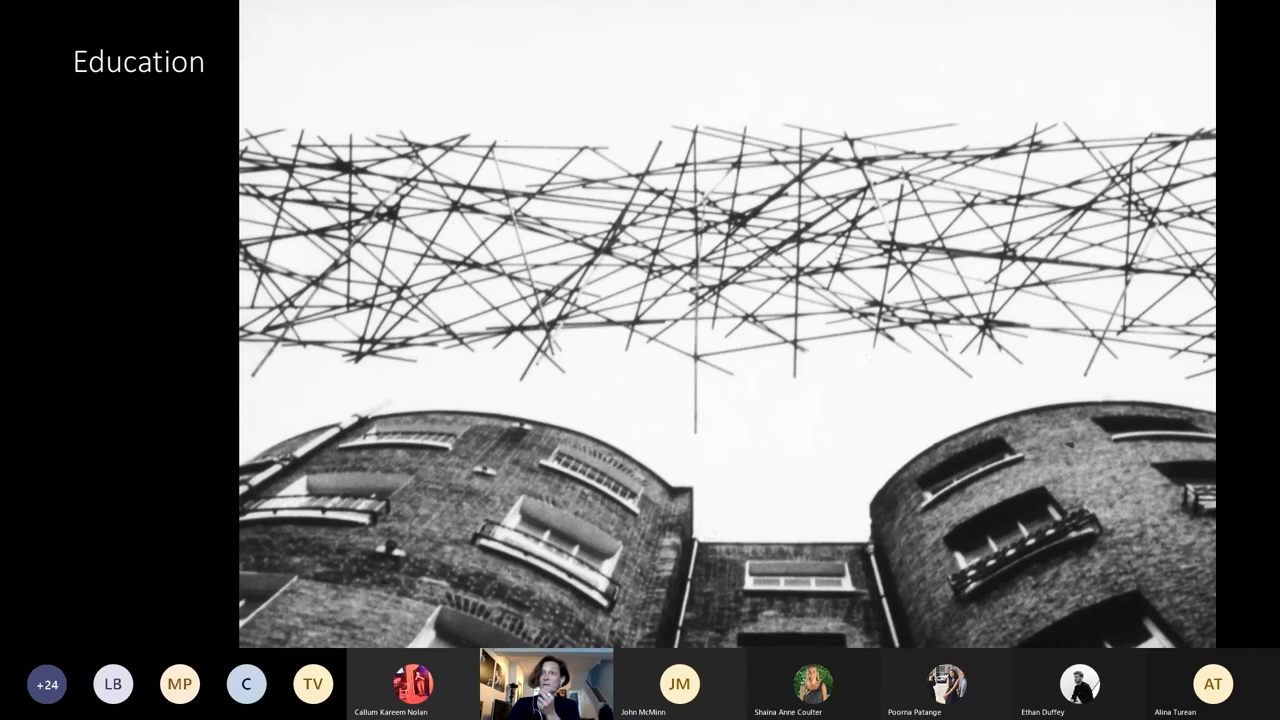 Education
+24
LB
MP
C
TV
Callum Kareem Nolan
JM
John McMinn
Shaina Anne Coulter
Poorna Patange
Ethan Duffey
AT
Alina Turean